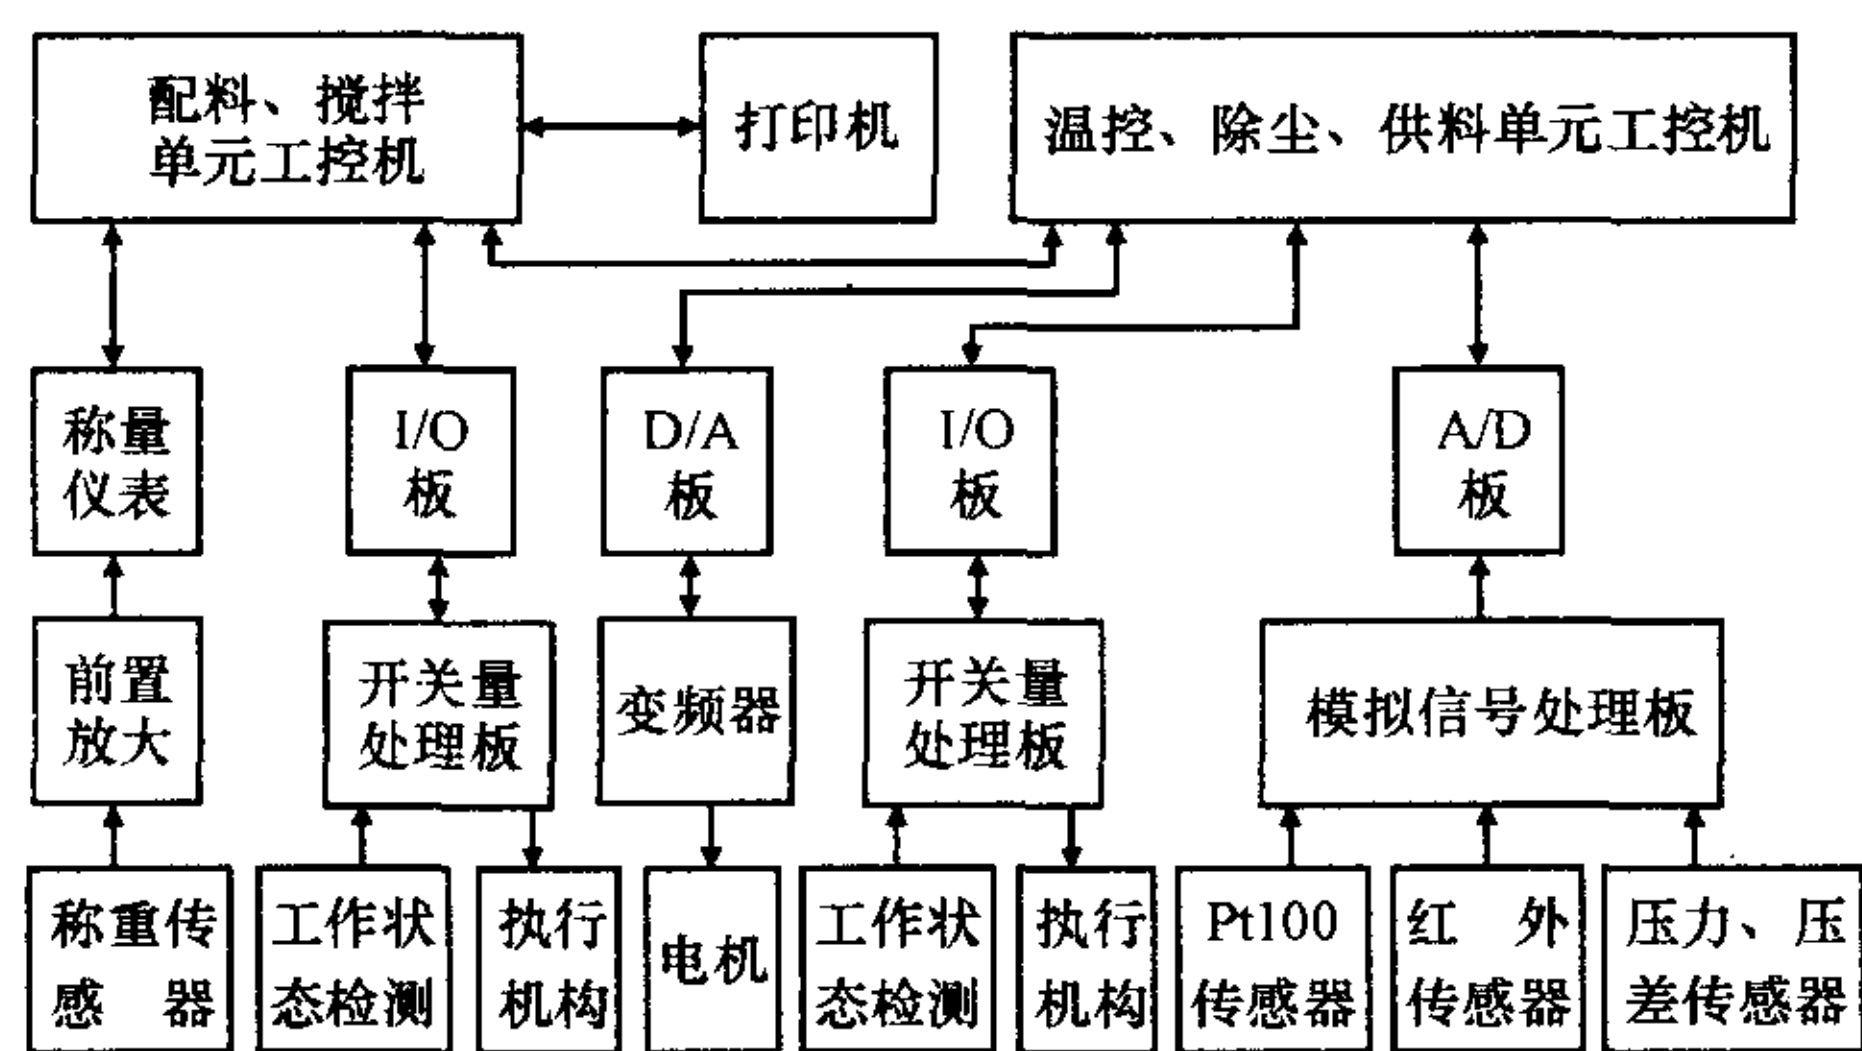 配料、搅拌
单元工控机
打印机
温控、除尘、供料单元工控机
称量
仪表
I/O
板
D/A
板
I/O
板
A/D
板
前置
放大
开关量
处理板
变频器
开关量
处理板
模拟信号处理板
称重传
感 器
工作状
态检测
执行
机构
电机
工作状
态检测
执行
机构
Pt100
传感器
红 外
传感器
压力、压
差传感器